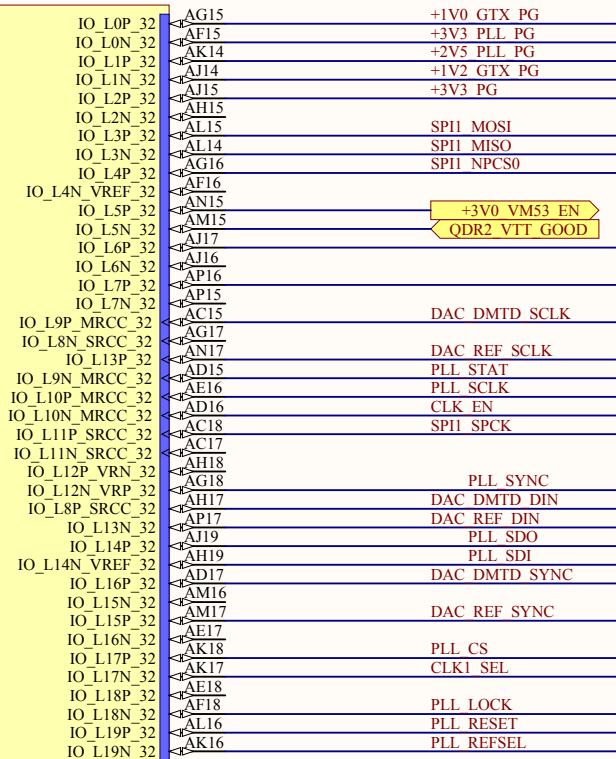 IO_L0P_32 AG15 +1V0_GTX_PG
IO_L0N_32 AF15 +3V3_PLL_PG
IO_L1P_32 AK14 +2V5_PLL_PG
IO_L1N_32 AJ14 +1V2_GTX_PG
IO_L2P_32 AJ15 +3V3_PG
IO_L2N_32 AH15
IO_L3P_32 AL15 SPI1_MOSI
IO_L3N_32 AL14 SPI1_MISO
IO_L4P_32 AG16 SPI1_NPCS0
IO_L4N_VREF_32 AF16
IO_L5P_32 AN15 +3V0_VM53_EN
IO_L5N_32 AM15 QDR2_VTT_GOOD
IO_L6P_32 AJ17
IO_L6N_32 AJ16
IO_L7P_32 AP16
IO_L7N_32 AP15
IO_L9P_MRCC_32 AC15 DAC_DMTD_SCLK
IO_L8N_SRCC_32 AG17
IO_L13P_32 AN17 DAC_REF_SCLK
IO_L9N_MRCC_32 AD15 PLL_STAT
IO_L10P_MRCC_32 AE16 PLL_SCLK
IO_L10N_MRCC_32 AD16 CLK_EN
IO_L11P_SRCC_32 AC18 SPI1_SPCK
IO_L11N_SRCC_32 AC17
IO_L12P_VRN_32 AH18
IO_L12N_VRP_32 AG18 PLL_SYNC
IO_L8P_SRCC_32 AH17 DAC_DMTD_DIN
IO_L13N_32 AP17 DAC_REF_DIN
IO_L14P_32 AJ19 PLL_SDO
IO_L14N_VREF_32 AH19 PLL_SDI
IO_L16P_32 AD17 DAC_DMTD_SYNC
IO_L15N_32 AM16
IO_L15P_32 AM17 DAC_REF_SYNC
IO_L16N_32 AE17
IO_L17P_32 AK18 PLL_CS
IO_L17N_32 AK17 CLK1_SEL
IO_L18P_32 AE18
IO_L18N_32 AF18 PLL_LOCK
IO_L19P_32 AL16 PLL_RESET
IO_L19N_32 AK16 PLL_REFSEL